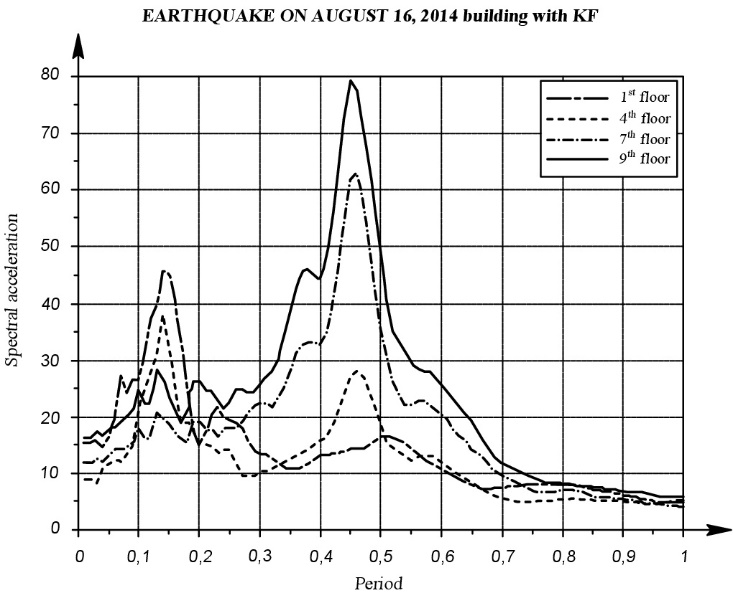 EARTHQUAKE ON AUGUST 16, 2014 building with KF
80
70
60
50
40
30
20
10
0
Spectral acceleration
1st floor
4th floor
7th floor
9th floor
0 0,1 0,2 0,3 0,4 0,5 0,6 0,7 0,8 0,9 1
Period